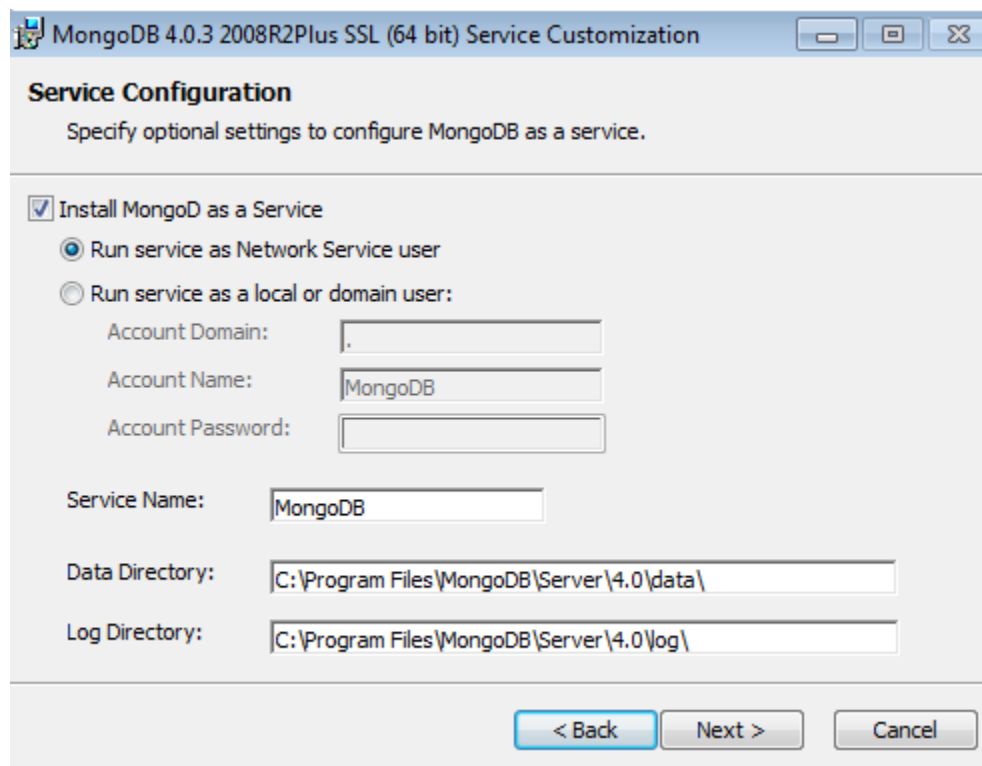 MongoDB 4.0.3 2008R2Plus SSL (64 bit) Service Customization
Service Configuration
Specify optional settings to configure MongoDB as a service.
Install MongoD as a Service
Run service as Network Service user
Run service as a local or domain user:
Account Domain: .
Account Name: MongoDB
Account Password:
Service Name: MongoDB
Data Directory: C:\Program Files\MongoDB\Server\4.0\data\
Log Directory: C:\Program Files\MongoDB\Server\4.0\log\
< Back Next > Cancel